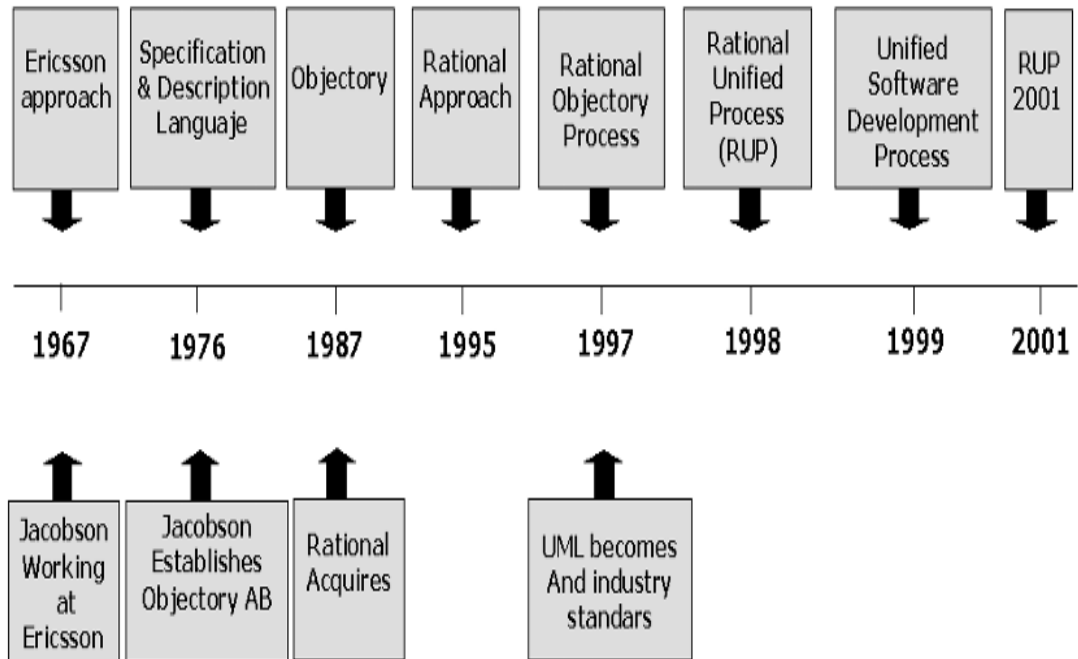 Ericsson
approach
Specification
& Description
Languaje
Objectory
Rational
Approach
Rational
Objectory
Process
Rational
Unified
Process
(RUP)
Unified
Software
Development
Process
RUP
2001
1967
1976
1987
1995
1997
1998
1999
2001
Jacobson
Working
at
Ericsson
Jacobson
Establishes
Objectory AB
Rational
Acquires
UML becomes
And industry
standars